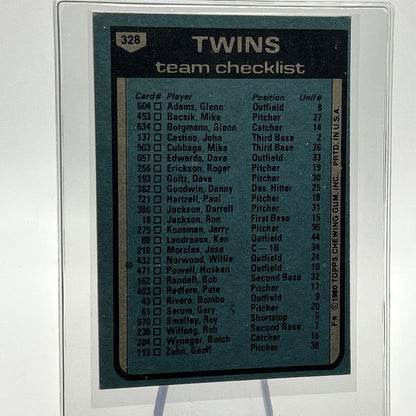 328
TWINS
team checklist
Card# Player Position Unif#
604 Adams, Glenn Outfield 8
453 Bacsik, Mike Pitcher 27
634 Borgmann, Glenn Catcher 14
137 Castino, John Third Base 2
503 Cubbage, Mike Third Base 26
657 Edwards, Dave Outfield 33
256 Erickson, Roger Pitcher 19
193 Goltz, Dave Pitcher 30
362 Goodwin, Danny Des. Hitter 25
721 Hartzell, Paul Pitcher 18
386 Jackson, Darrell Pitcher 31
18 Jackson, Ron First Base 15
275 Koosman, Jerry Pitcher 36
88 Landreaux, Ken Outfield 44
218 Morales, Jose C-1B 34
432 Norwood, Willie Outfield 24
471 Powell, Hosken Outfield
162 Randall, Bob Second Base
403 Redfern, Pete Pitcher
43 Rivera, Bombo Outfield
61 Serum, Gary Pitcher 20
570 Smalley, Roy Shortstop 5
238 Wilfong, Rob Second Base 7
304 Wynegar, Butch Catcher 16
113 Zahn, Geoff Pitcher 38
F* © 1980 TOPPS CHEWING GUM, INC. PRTD. IN U.S.A.